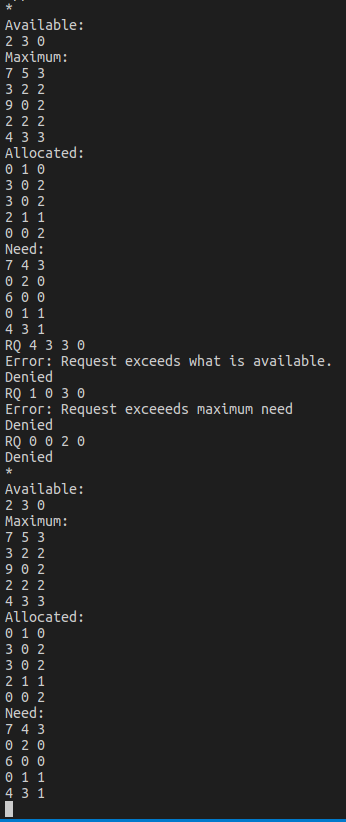 *
Available:
2 3 0
Maximum:
7 5 3
3 2 2
9 0 2
2 2 2
4 3 3
Allocated:
0 1 0
3 0 2
3 0 2
2 1 1
0 0 2
Need:
7 4 3
0 2 0
6 0 0
0 1 1
4 3 1
RQ 4 3 3 0
Error: Request exceeds what is available.
Denied
RQ 1 0 3 0
Error: Request exceeeds maximum need
Denied
RQ 0 0 2 0
Denied
*
Available:
2 3 0
Maximum:
7 5 3
3 2 2
9 0 2
2 2 2
4 3 3
Allocated:
0 1 0
3 0 2
3 0 2
2 1 1
0 0 2
Need:
7 4 3
0 2 0
6 0 0
0 1 1
4 3 1